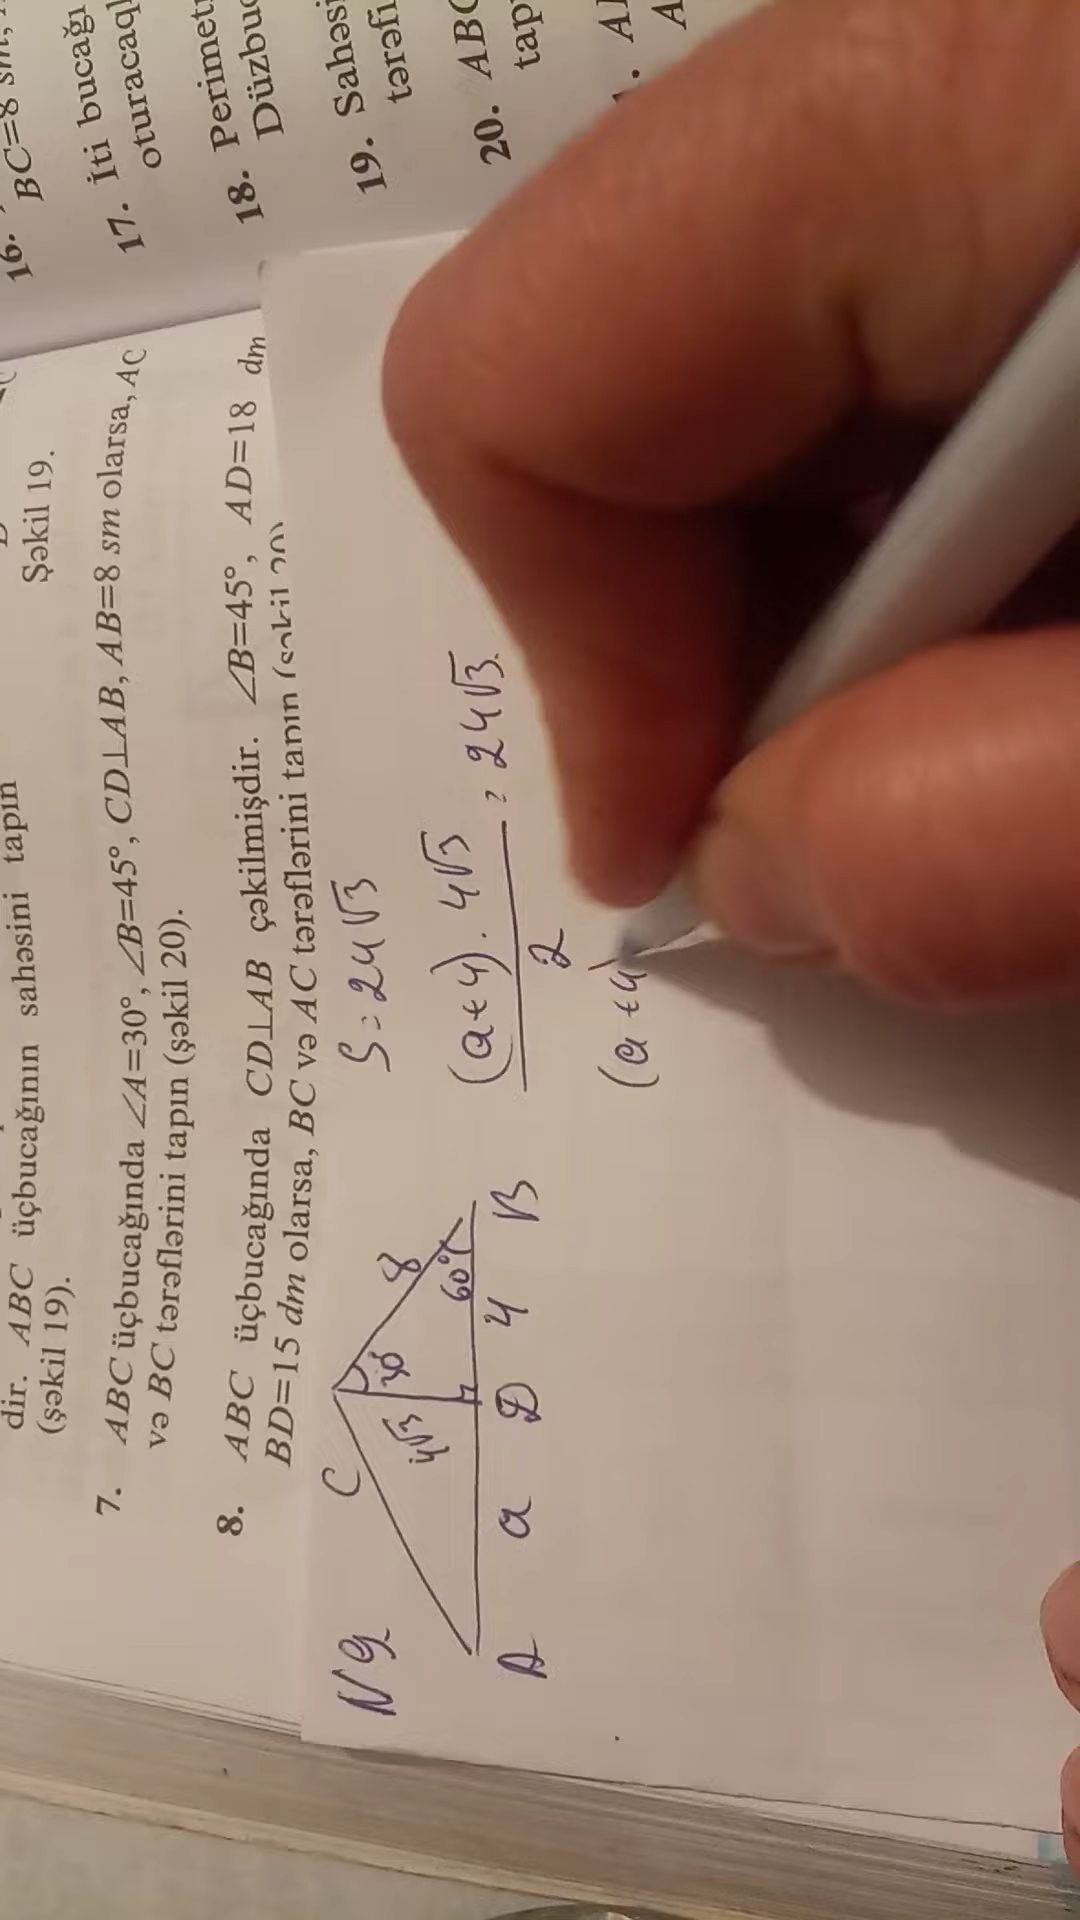 BC=8 sm,
17. İti bucağı
oturacaql
18. Perimetr
Düzbuc
19. Sahəsi
tərəfi
20. ABC
tap
16.
Şəkil 19.
dir. ABC üçbucağının sahəsini tapın
(şəkil 19).
7. ABC üçbucağında ∠A=30°, ∠B=45°, CD⊥AB, AB=8 sm olarsa, AC
və BC tərəflərini tapın (şəkil 20).
8. ABC üçbucağında CD⊥AB çəkilmişdir. ∠B=45°, AD=18 dm
BD=15 dm olarsa, BC və AC tərəflərini tapın (şəkil 20)
N9
C
8
30
4√3
60°
A a D 4 B
S=24√3
(a+4)·4√3
2
=24√3.
(a+4)